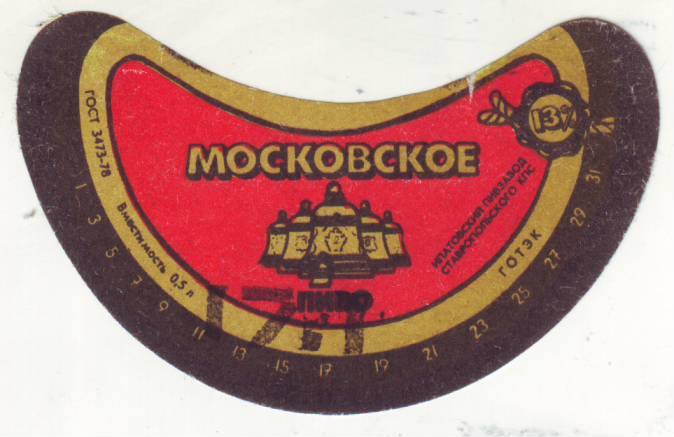 МОСКОВСКОЕ
ПИВО
ГОСТ 3473-78
Вместимость 0,5 л
ИПАТОВСКИЙ ПИВЗАВОД
СТАВРОПОЛЬСКОГО КПС
ГОТЭК
13%
1 3 5 7 9 11 13 15 17 19 21 23 25 27 29 31